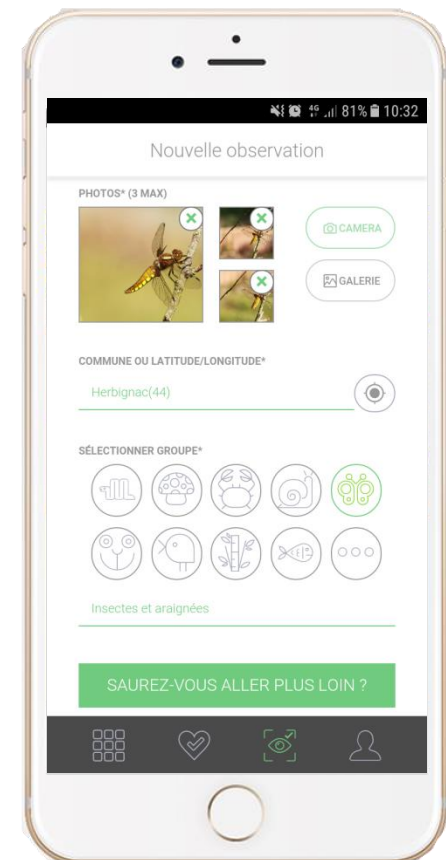 4G 81% 10:32
Nouvelle observation
PHOTOS* (3 MAX)
CAMERA
GALERIE
COMMUNE OU LATITUDE/LONGITUDE*
Herbignac(44)
SÉLECTIONNER GROUPE*
Insectes et araignées
SAUREZ-VOUS ALLER PLUS LOIN ?